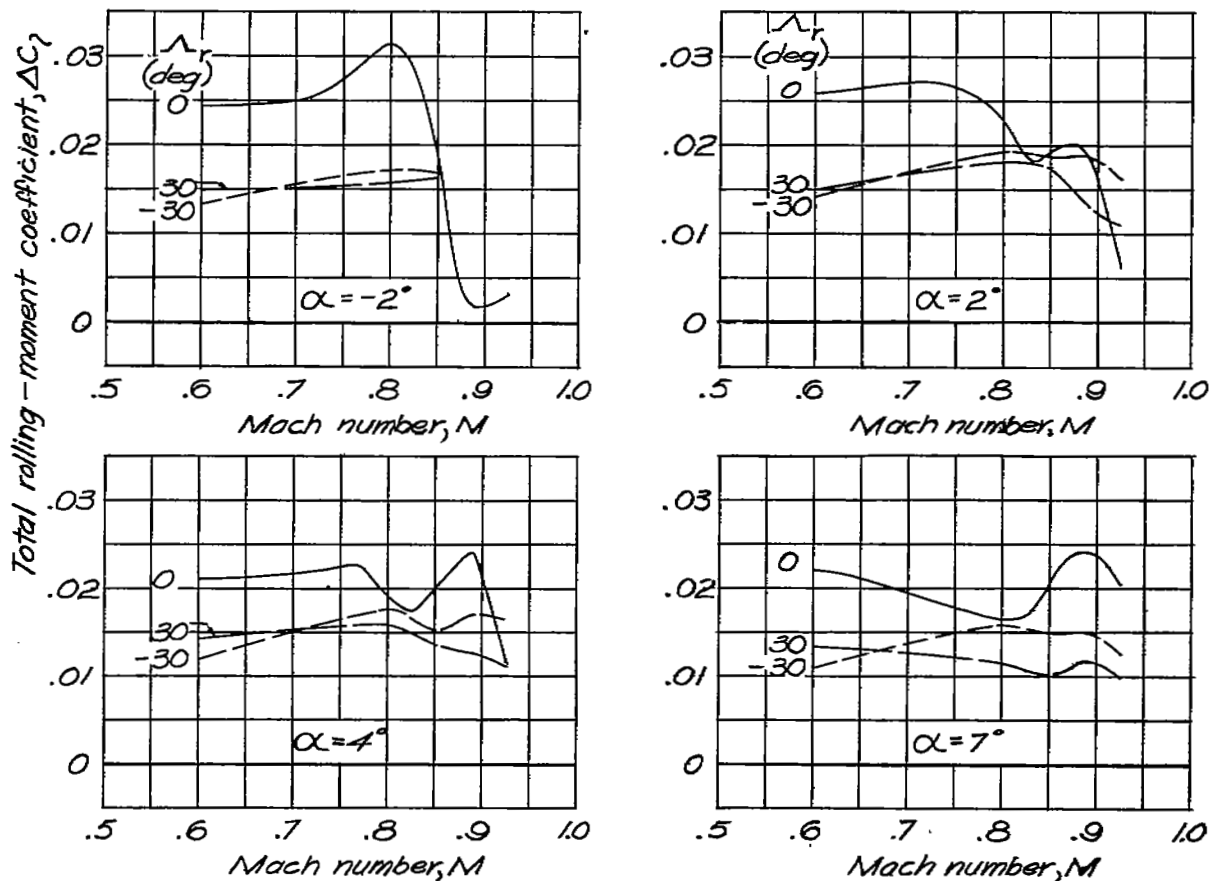 Total rolling-moment coefficient, ΔCl
.03
.02
.01
0
Λr
(deg)
0
30
-30
α=-2°
.5 .6 .7 .8 .9 1.0
Mach number, M
.03
.02
.01
0
Λr
(deg)
0
30
-30
α=2°
.5 .6 .7 .8 .9 1.0
Mach number, M
.03
.02
.01
0
0
30
-30
α=4°
.5 .6 .7 .8 .9 1.0
Mach number, M
.03
.02
.01
0
0
30
-30
α=7°
.5 .6 .7 .8 .9 1.0
Mach number, M